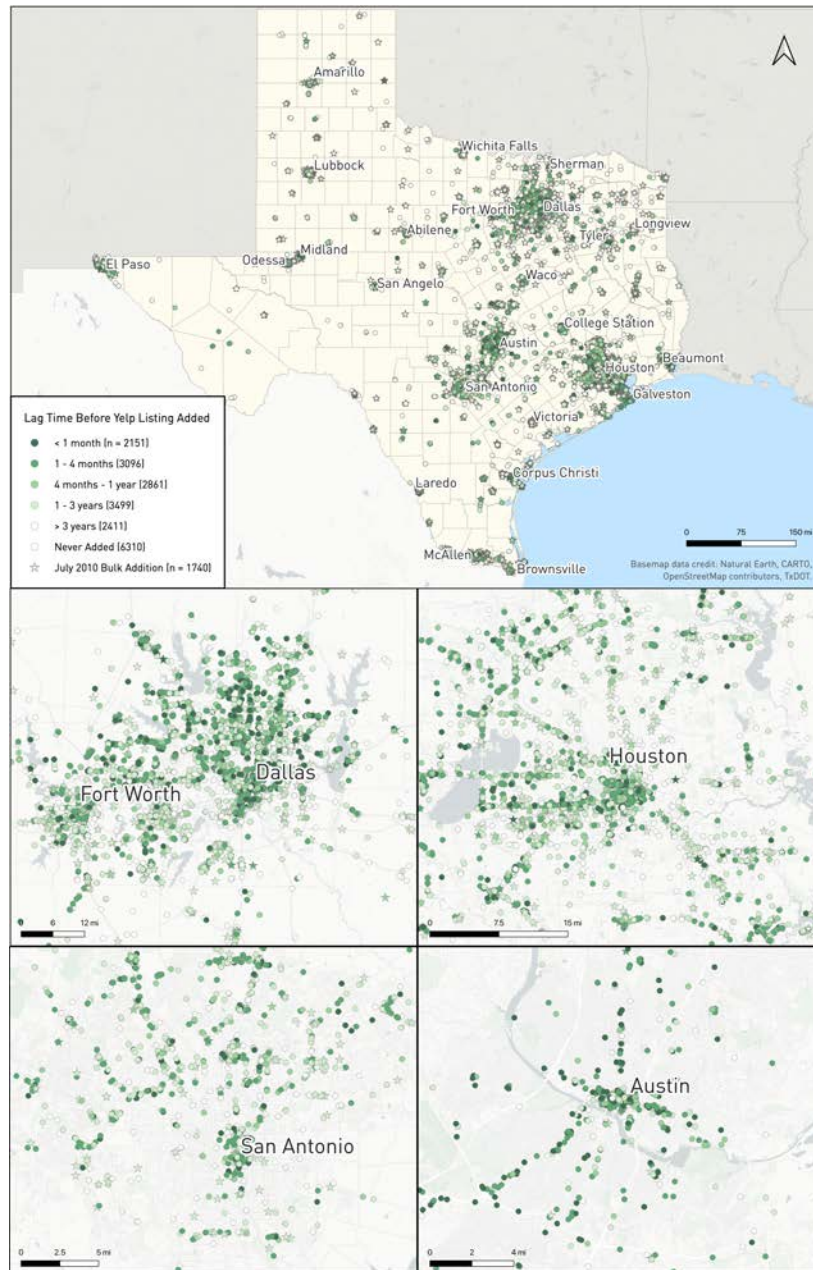 Amarillo
Wichita Falls
Sherman
Lubbock
Fort Worth
Dallas
Abilene
Tyler
Longview
El Paso
Odessa
Midland
San Angelo
Waco
College Station
Austin
Beaumont
Houston
San Antonio
Galveston
Victoria
Corpus Christi
Laredo
McAllen
Brownsville
Lag Time Before Yelp Listing Added
< 1 month (n = 2151)
1 - 4 months (3096)
4 months - 1 year (2861)
1 - 3 years (3499)
> 3 years (2411)
Never Added (6310)
July 2010 Bulk Addition (n = 1740)
0 75 150 mi
Basemap data credit: Natural Earth, CARTO,
OpenStreetMap contributors, TxDOT.
Fort Worth
Dallas
0 6 12 mi
Houston
0 7.5 15 mi
San Antonio
0 2.5 5 mi
Austin
0 2 4 mi